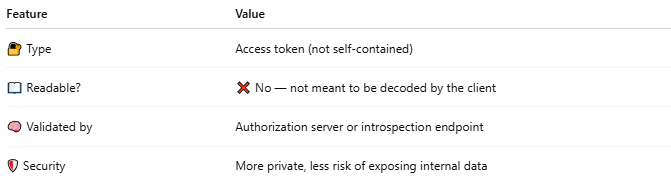 Feature Value
🔐 Type Access token (not self-contained)
📖 Readable? ❌ No — not meant to be decoded by the client
🧠 Validated by Authorization server or introspection endpoint
🛡️ Security More private, less risk of exposing internal data